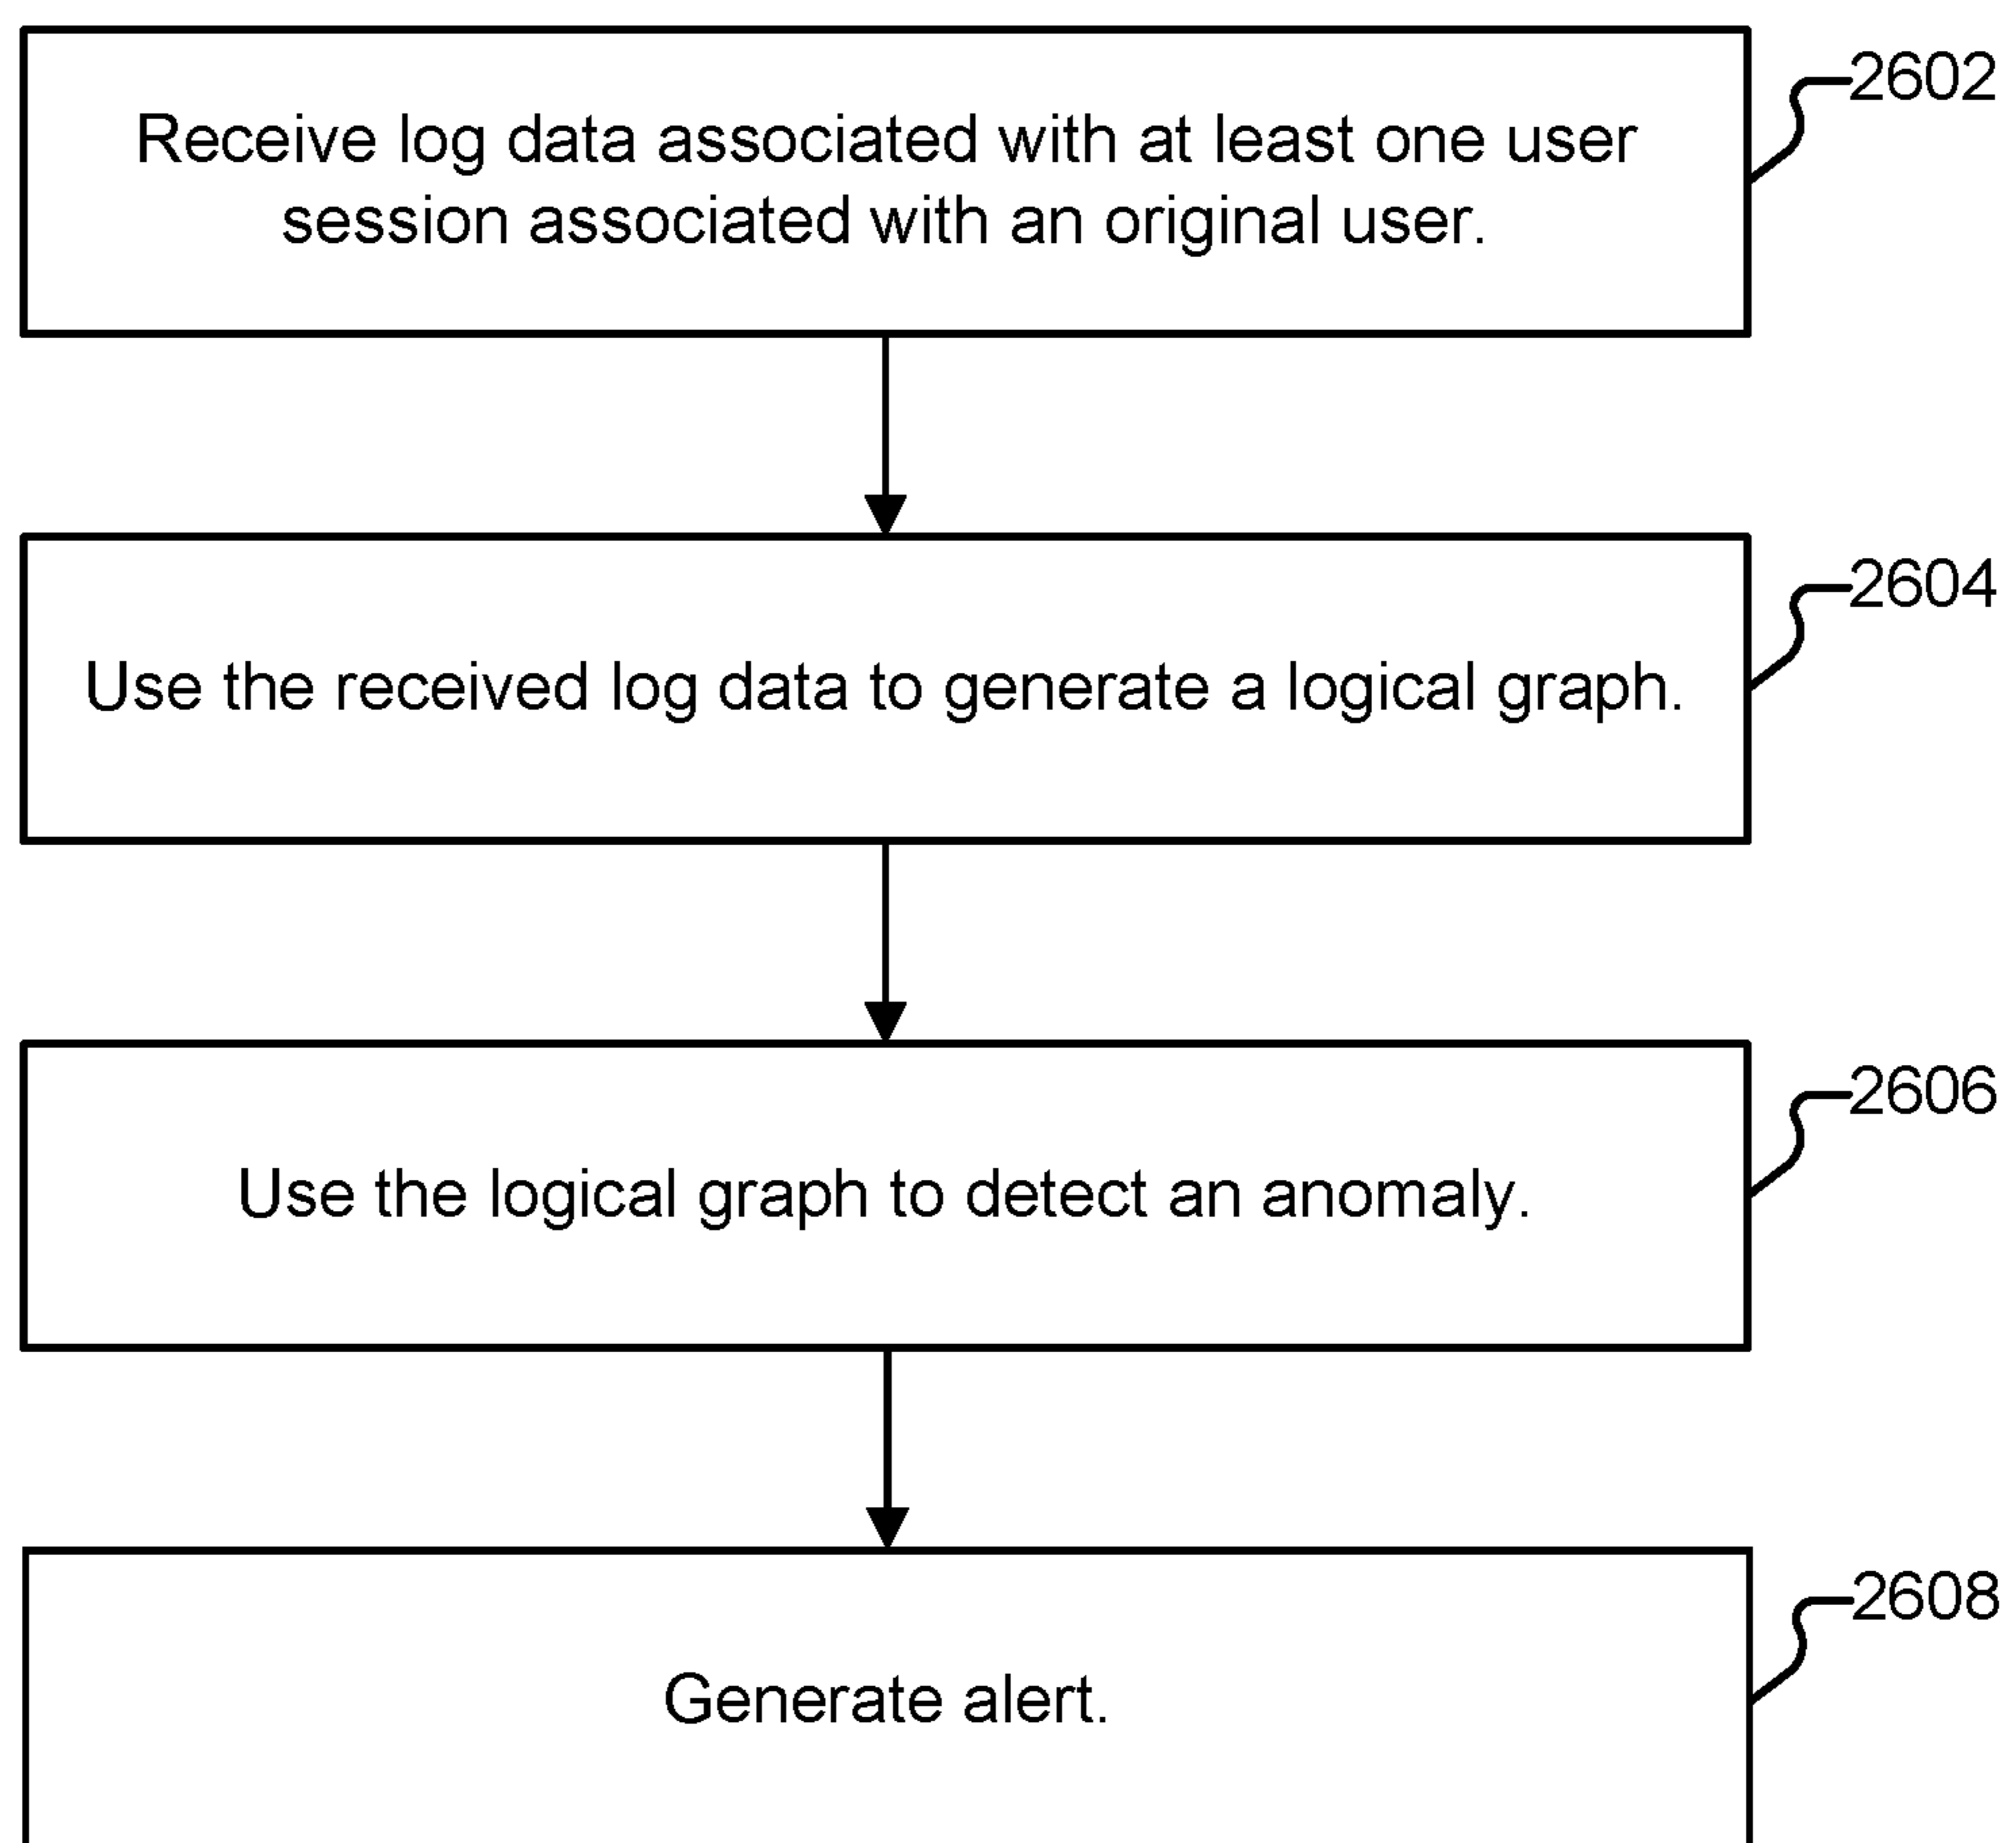 2602
Receive log data associated with at least one user
session associated with an original user.
2604
Use the received log data to generate a logical graph.
2606
Use the logical graph to detect an anomaly.
2608
Generate alert.